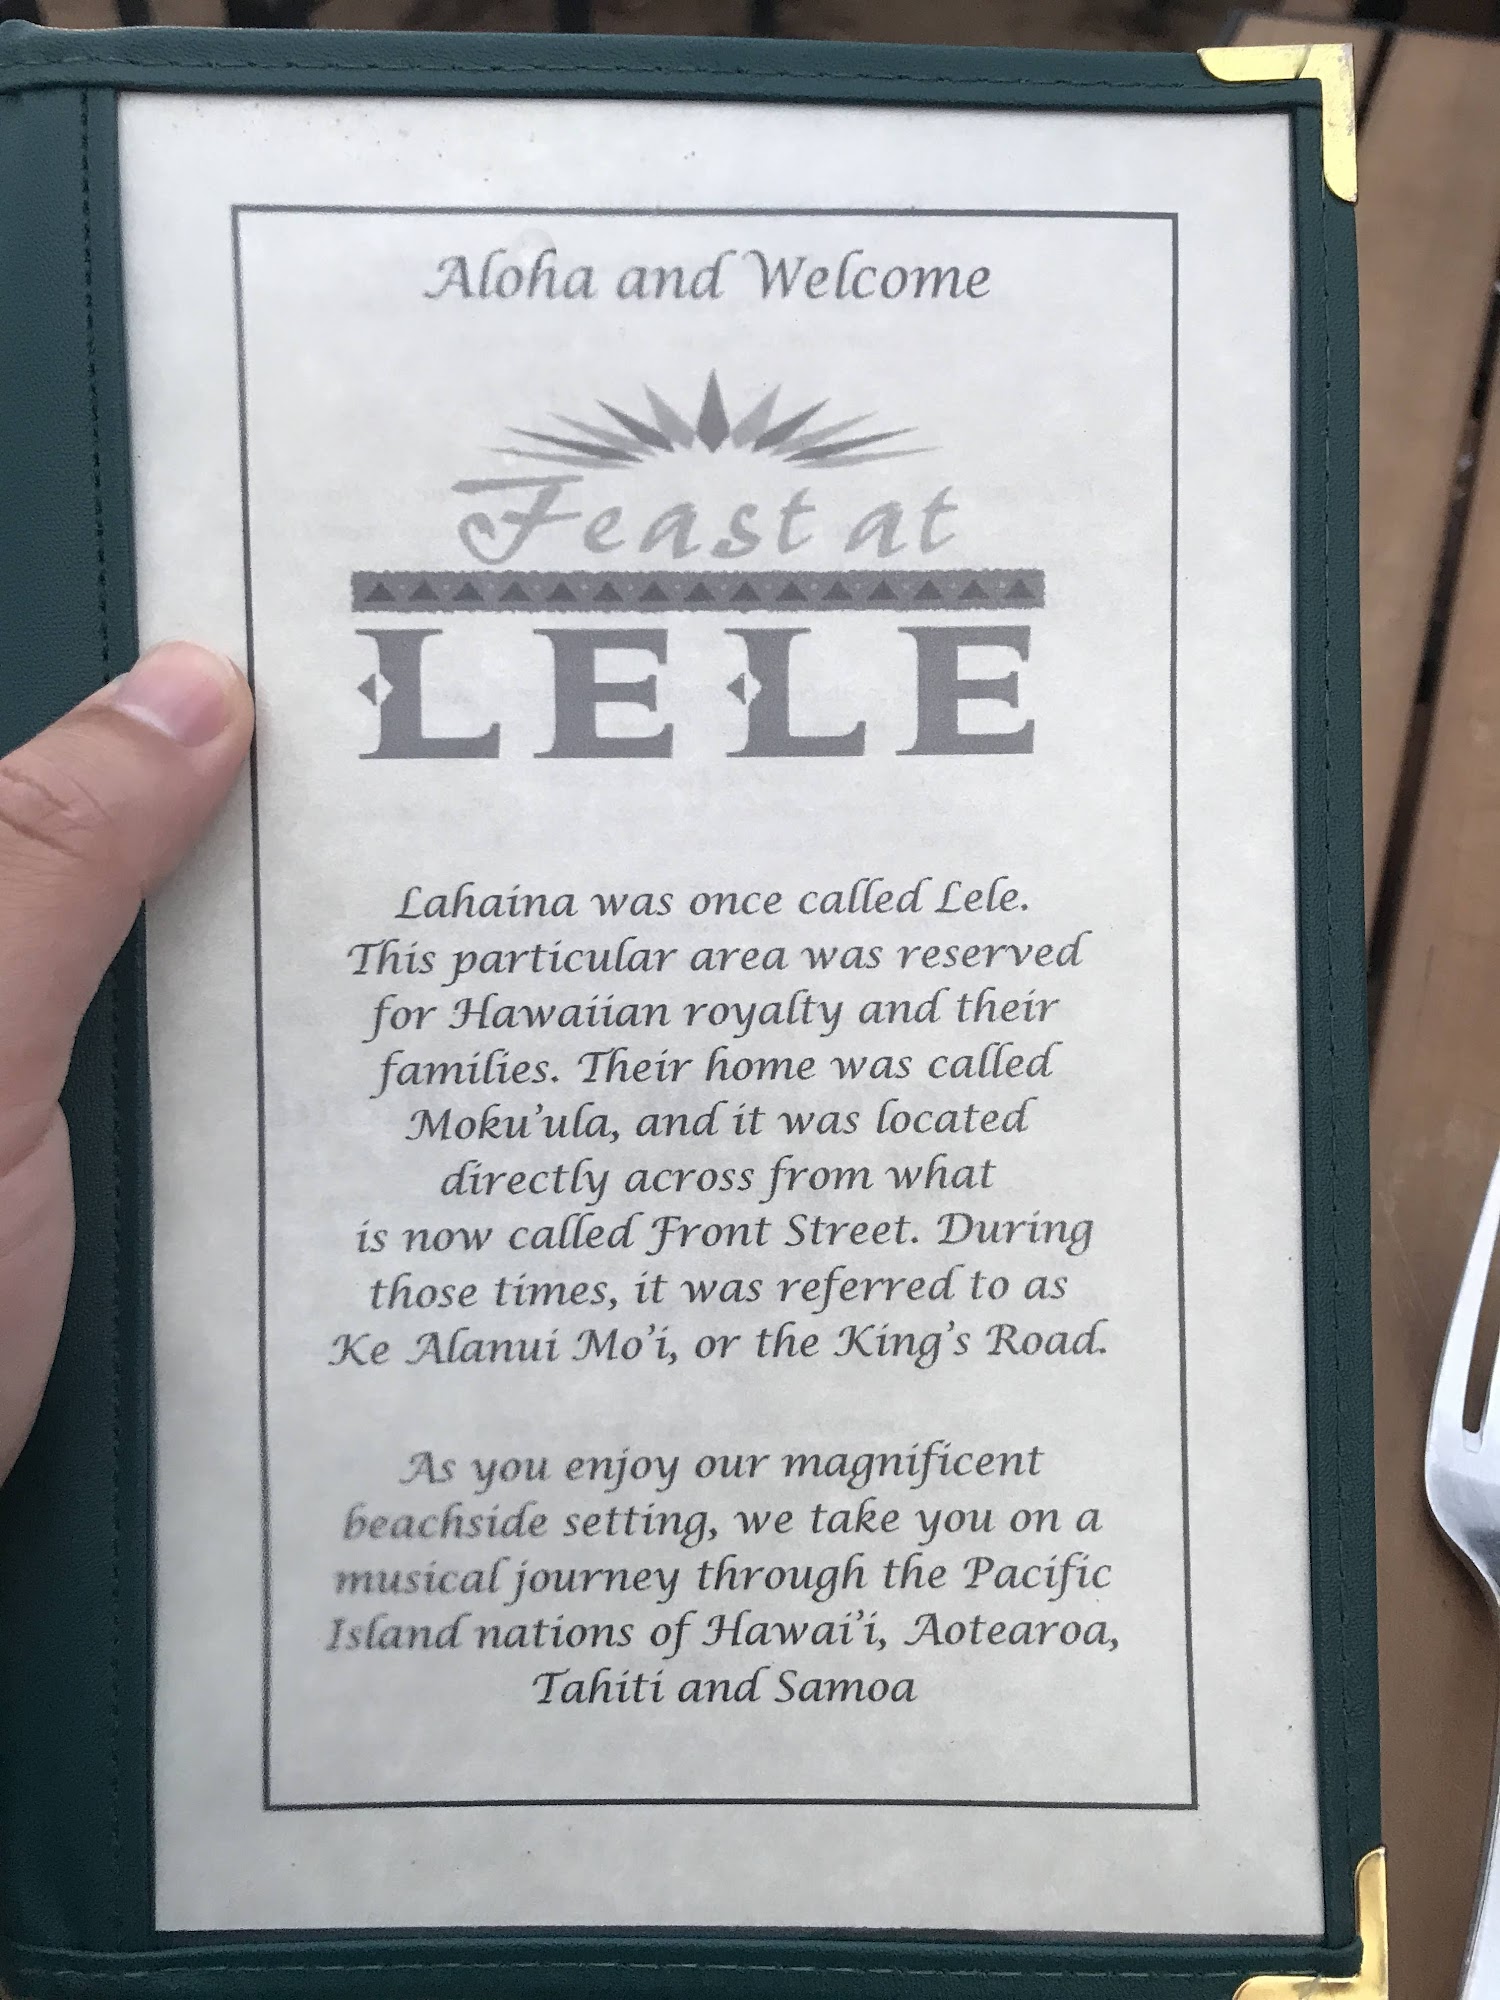 Aloha and Welcome
Feast at
LELE
Lahaina was once called Lele.
This particular area was reserved
for Hawaiian royalty and their
families. Their home was called
Moku'ula, and it was located
directly across from what
is now called Front Street. During
those times, it was referred to as
Ke Alanui Mo'i, or the King's Road.
As you enjoy our magnificent
beachside setting, we take you on a
musical journey through the Pacific
Island nations of Hawai'i, Aotearoa,
Tahiti and Samoa